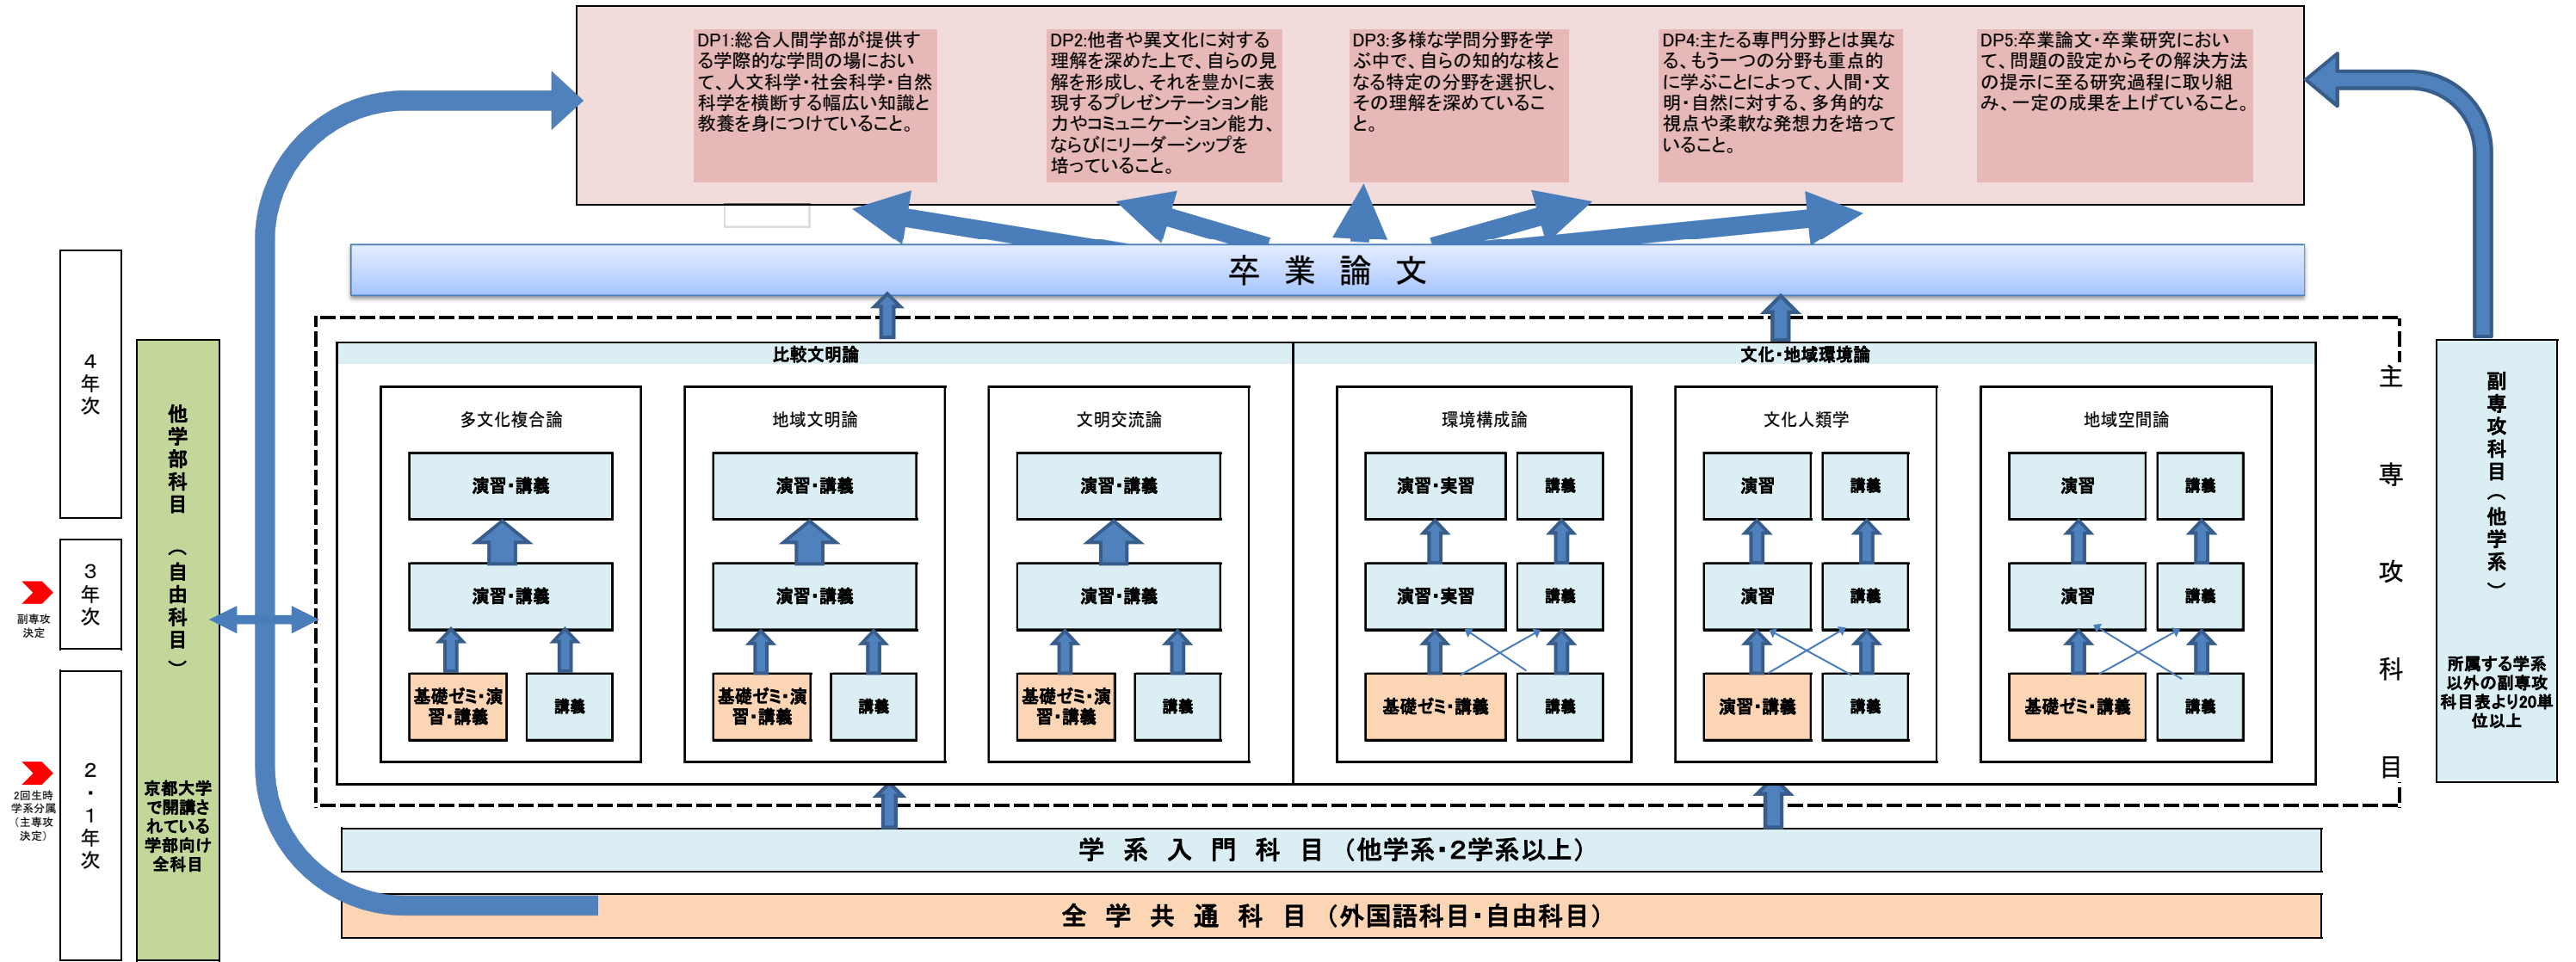 DP1:総合人間学部が提供す
る学際的な学問の場におい
て、人文科学・社会科学・自然
科学を横断する幅広い知識と
教養を身につけていること。
DP2:他者や異文化に対する
理解を深めた上で、自らの見
解を形成し、それを豊かに表
現するプレゼンテーション能
力やコミュニケーション能力、
ならびにリーダーシップを
培っていること。
DP3:多様な学問分野を学
ぶ中で、自らの知的な核と
なる特定の分野を選択し、
その理解を深めているこ
と。
DP4:主たる専門分野とは異な
る、もう一つの分野も重点的
に学ぶことによって、人間・文
明・自然に対する、多角的な
視点や柔軟な発想力を培って
いること。
DP5:卒業論文・卒業研究におい
て、問題の設定からその解決方法
の提示に至る研究過程に取り組
み、一定の成果を上げていること。
卒業論文
4年次
3年次
2・1年次
副専攻
決定
2回生時
学系分属
(主専攻
決定)
他学部科目(自由科目)
京都大学
で開講さ
れている
学部向け
全科目
比較文明論
文化・地域環境論
多文化複合論
演習・講義
演習・講義
基礎ゼミ・演
習・講義
講義
地域文明論
演習・講義
演習・講義
基礎ゼミ・演
習・講義
講義
文明交流論
演習・講義
演習・講義
基礎ゼミ・演
習・講義
講義
環境構成論
演習・実習
講義
演習・実習
講義
基礎ゼミ・講義
講義
文化人類学
演習
講義
演習
講義
演習・講義
講義
地域空間論
演習
講義
演習
講義
基礎ゼミ・講義
講義
主専攻科目
副専攻科目(他学系)
所属する学系
以外の副専攻
科目表より20単
位以上
学系入門科目(他学系・2学系以上)
全学共通科目(外国語科目・自由科目)